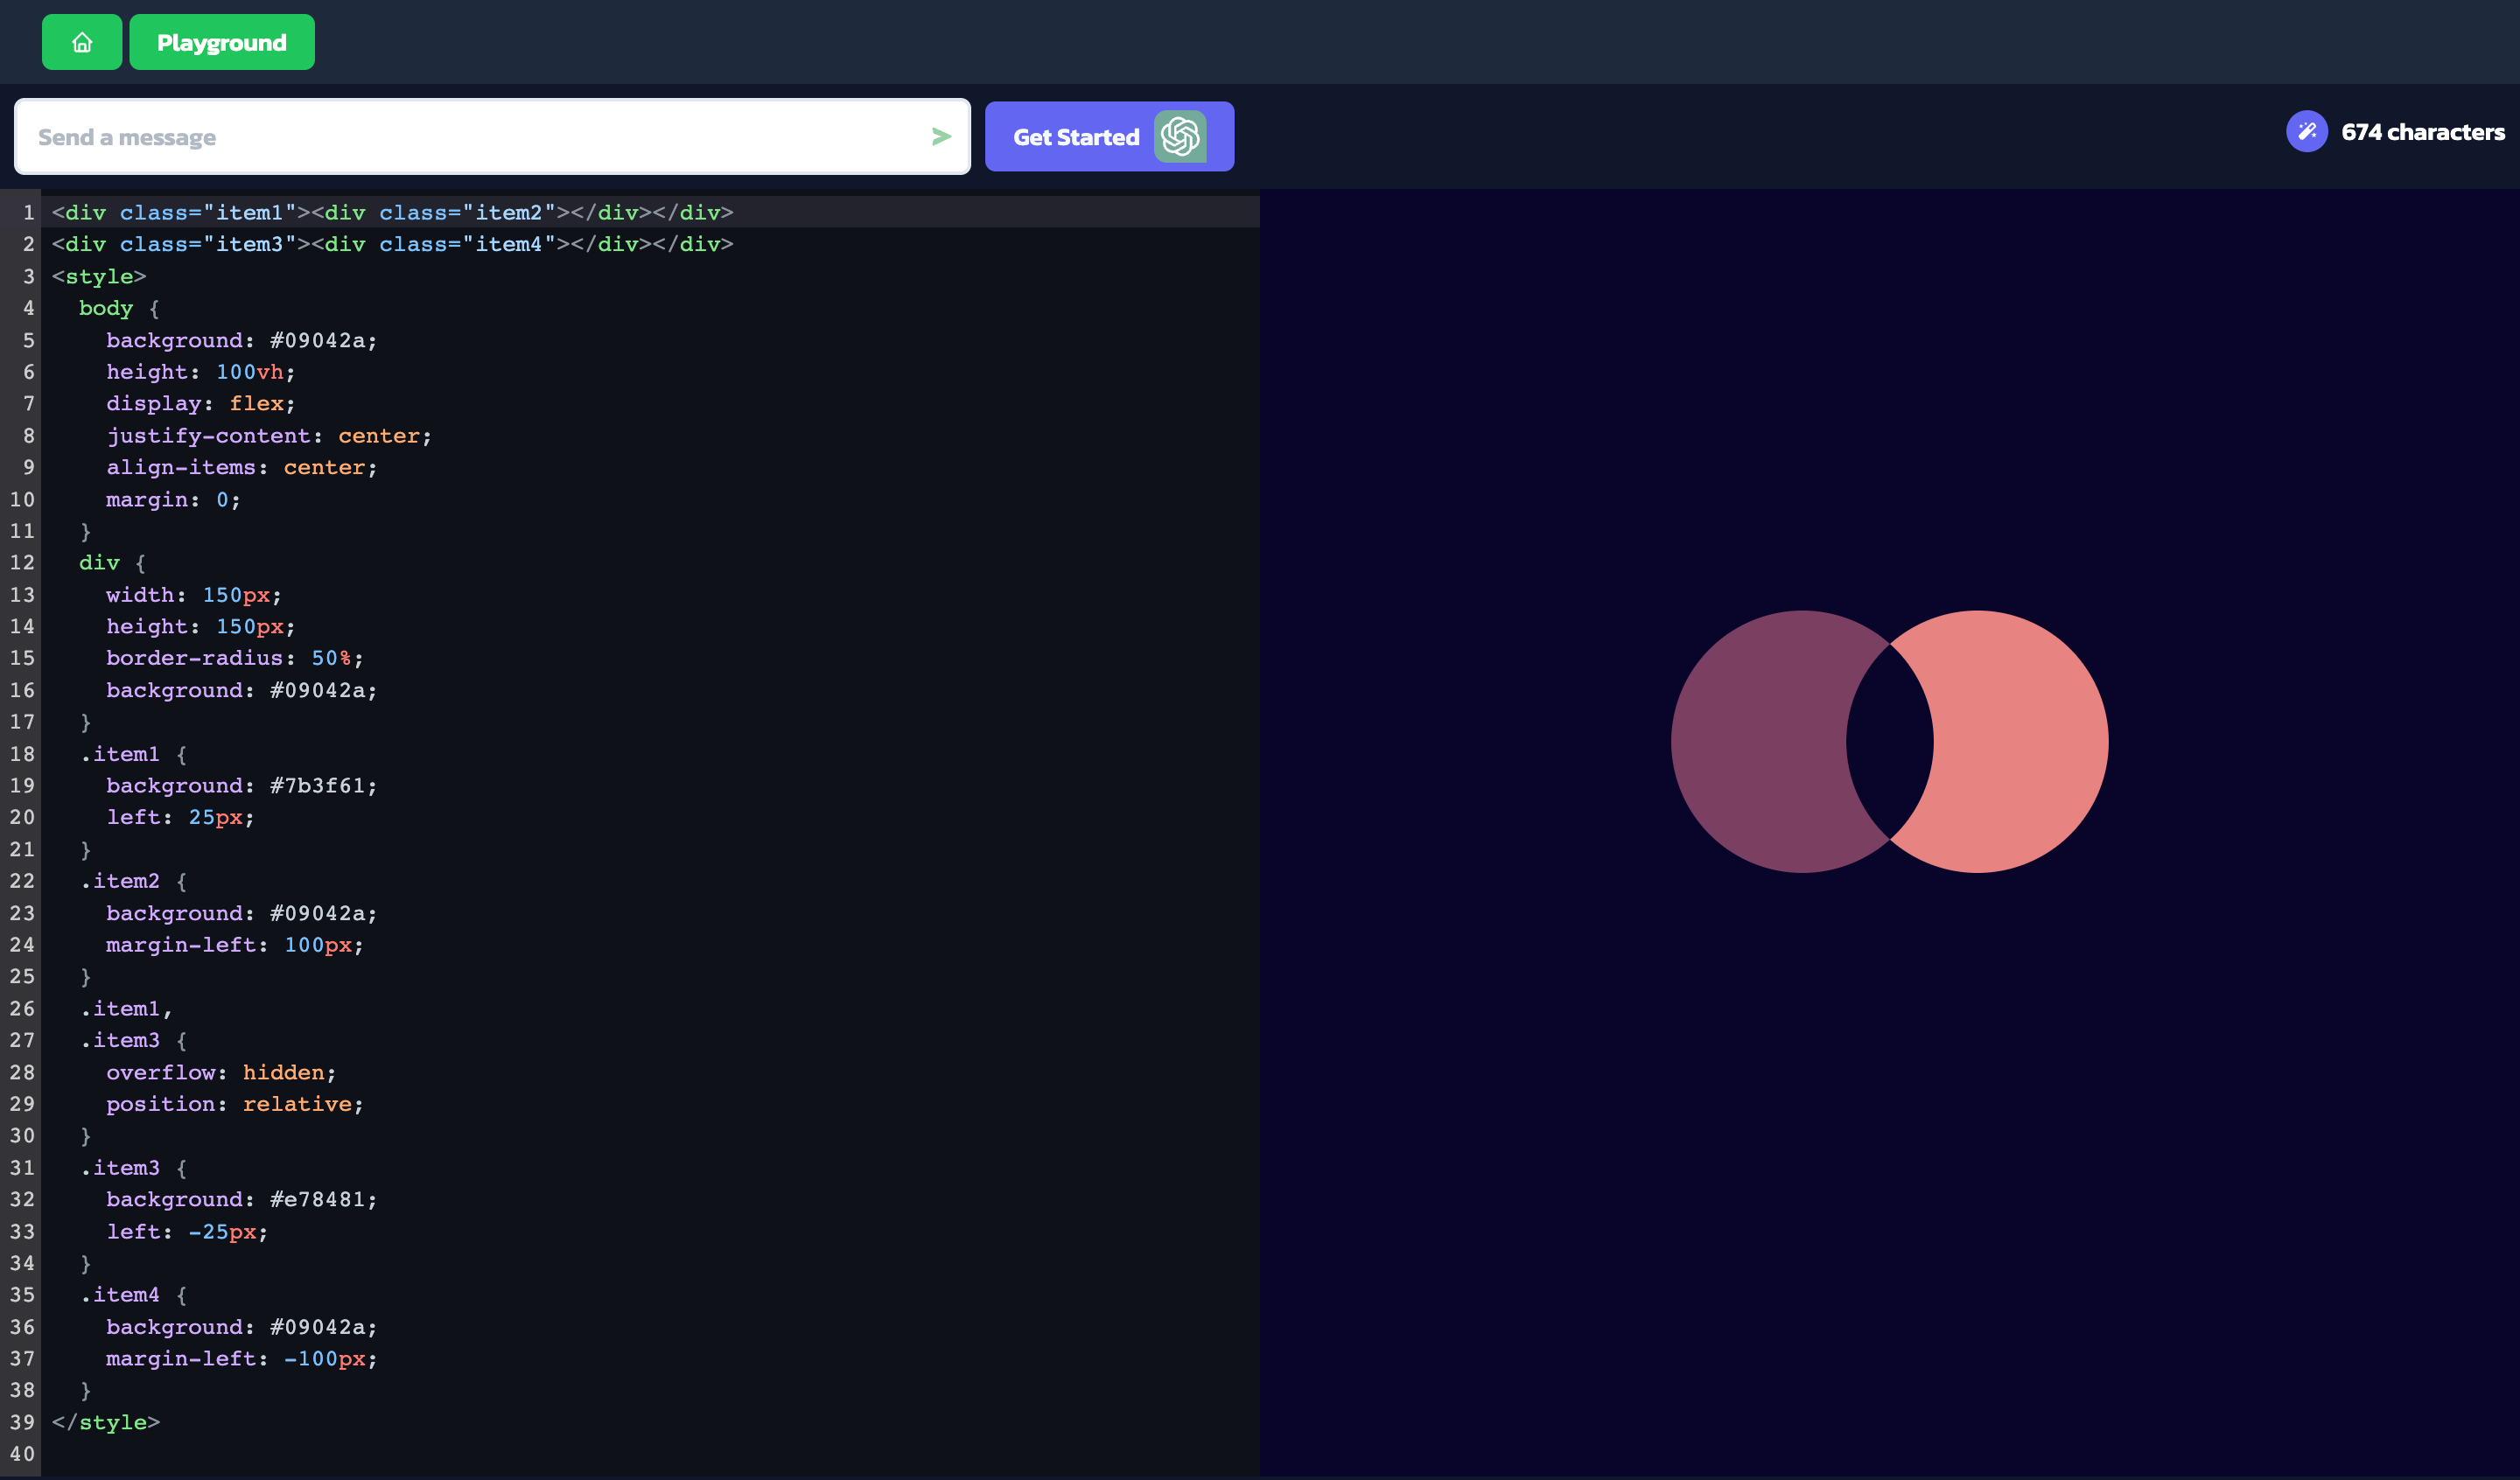 Playground
Send a message
Get Started
674 characters
1 <div class="item1"><div class="item2"></div></div>
2 <div class="item3"><div class="item4"></div></div>
3 <style>
4   body {
5     background: #09042a;
6     height: 100vh;
7     display: flex;
8     justify-content: center;
9     align-items: center;
10     margin: 0;
11   }
12   div {
13     width: 150px;
14     height: 150px;
15     border-radius: 50%;
16     background: #09042a;
17   }
18   .item1 {
19     background: #7b3f61;
20     left: 25px;
21   }
22   .item2 {
23     background: #09042a;
24     margin-left: 100px;
25   }
26   .item1,
27   .item3 {
28     overflow: hidden;
29     position: relative;
30   }
31   .item3 {
32     background: #e78481;
33     left: -25px;
34   }
35   .item4 {
36     background: #09042a;
37     margin-left: -100px;
38   }
39 </style>
40